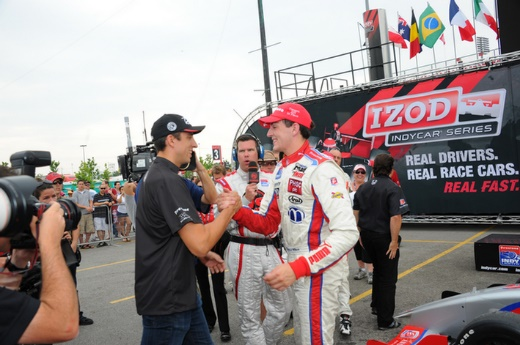 IZOD
INDYCAR SERIES
REAL DRIVERS.
REAL RACE CARS.
REAL FAST.